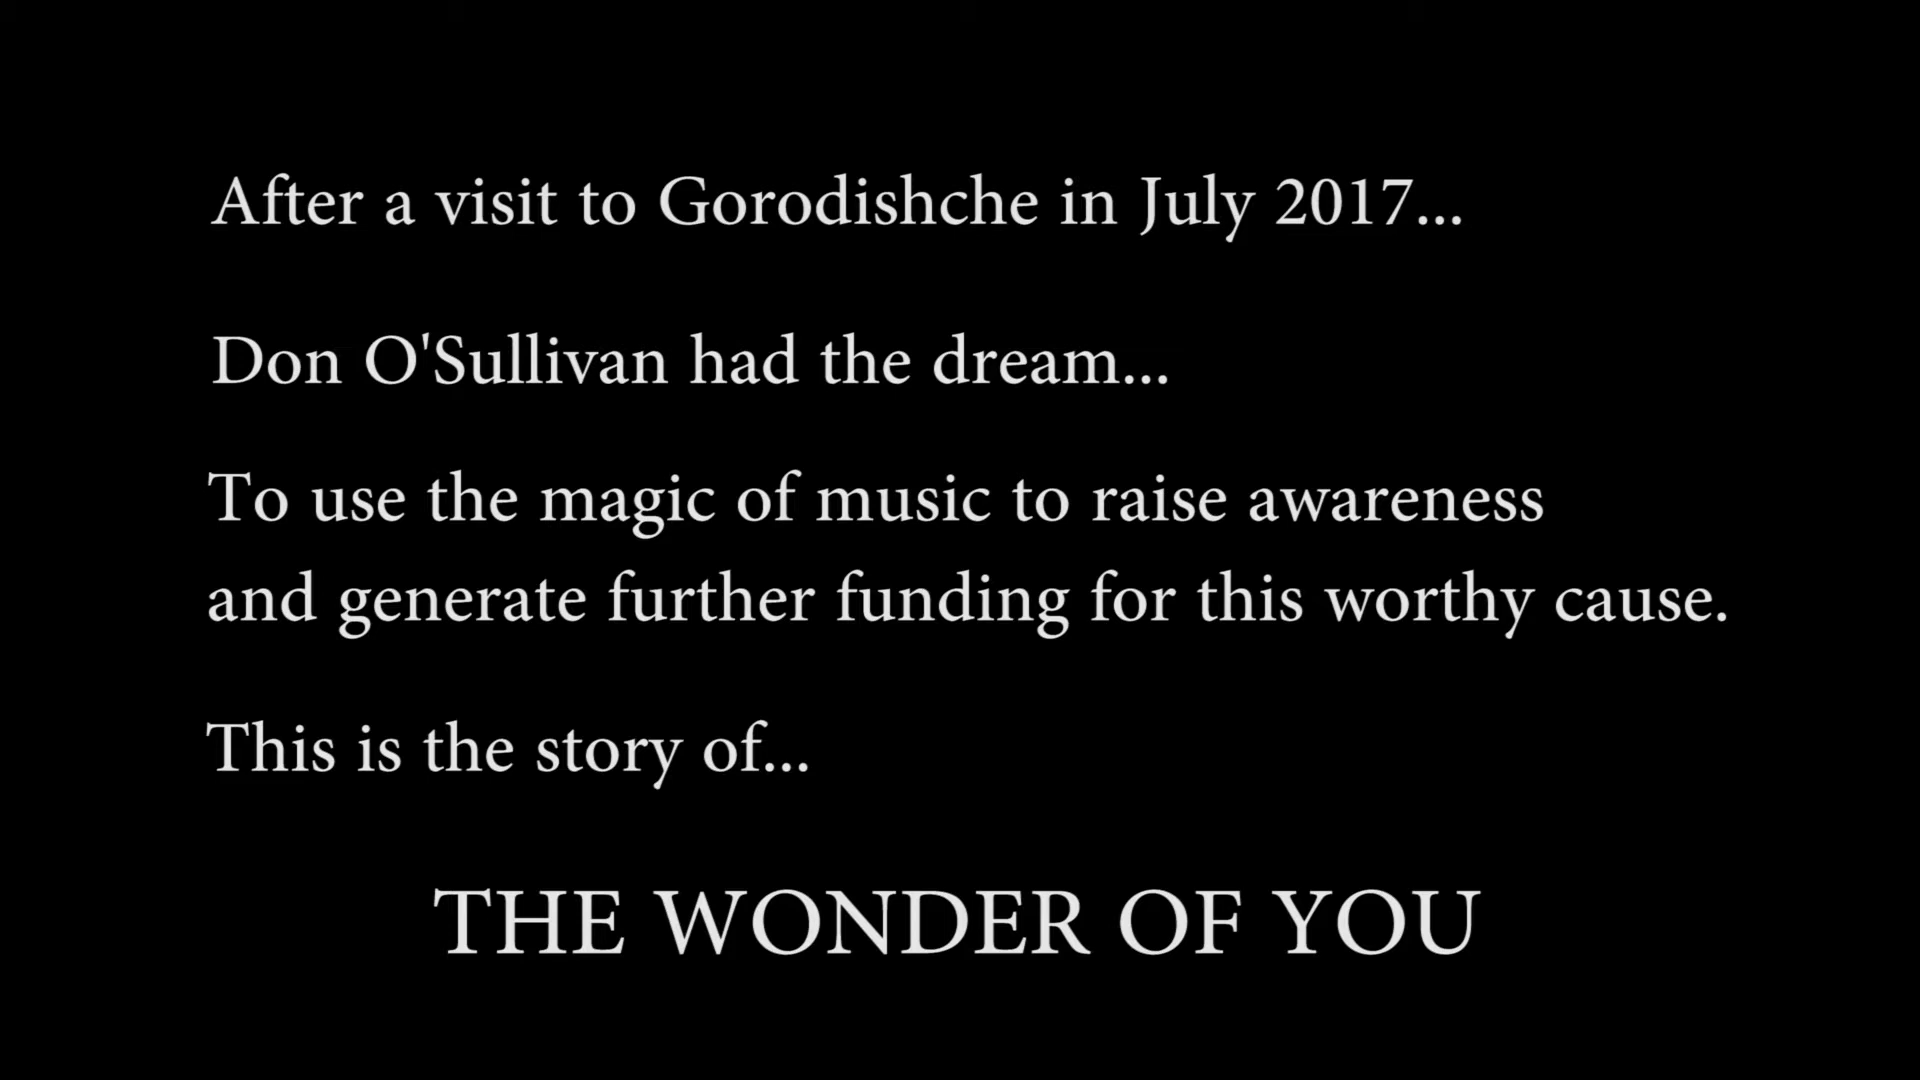 After a visit to Gorodishche in July 2017...
Don O'Sullivan had the dream...
To use the magic of music to raise awareness
and generate further funding for this worthy cause.
This is the story of...
THE WONDER OF YOU